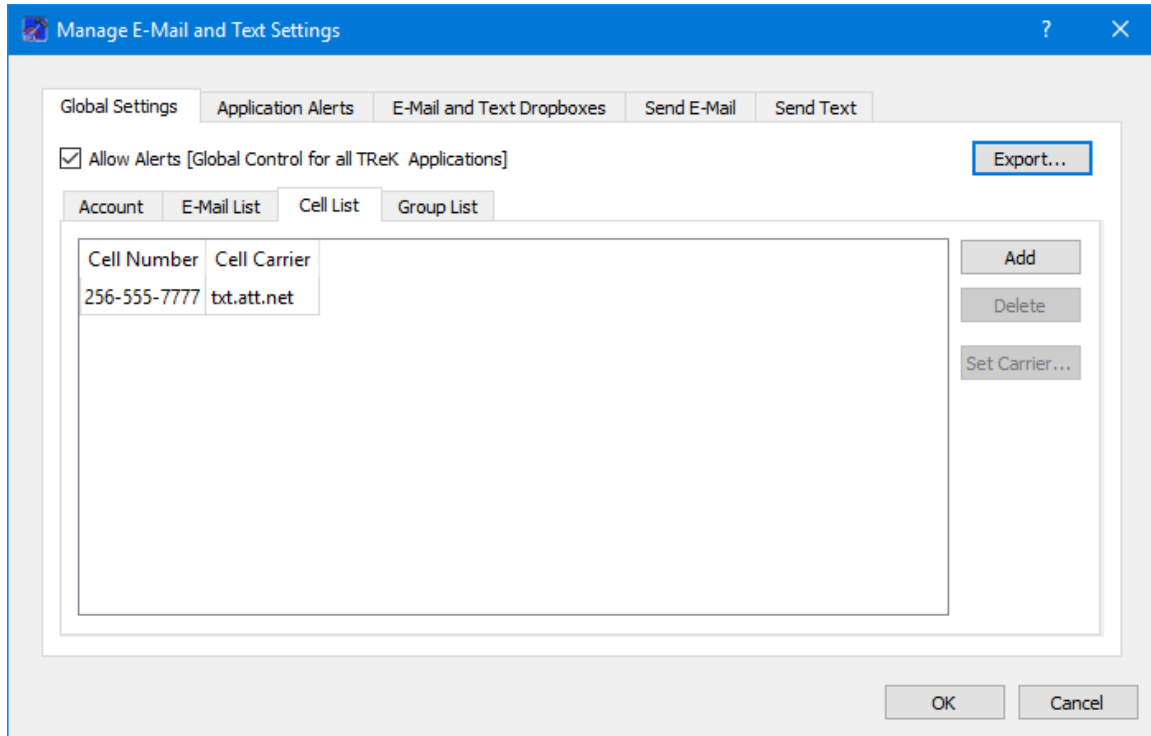 Manage E-Mail and Text Settings ? ×
Global Settings Application Alerts E-Mail and Text Dropboxes Send E-Mail Send Text
Allow Alerts [Global Control for all TReK Applications] Export...
Account E-Mail List Cell List Group List
Cell Number Cell Carrier Add
256-555-7777 txt.att.net
Delete
Set Carrier...
OK Cancel